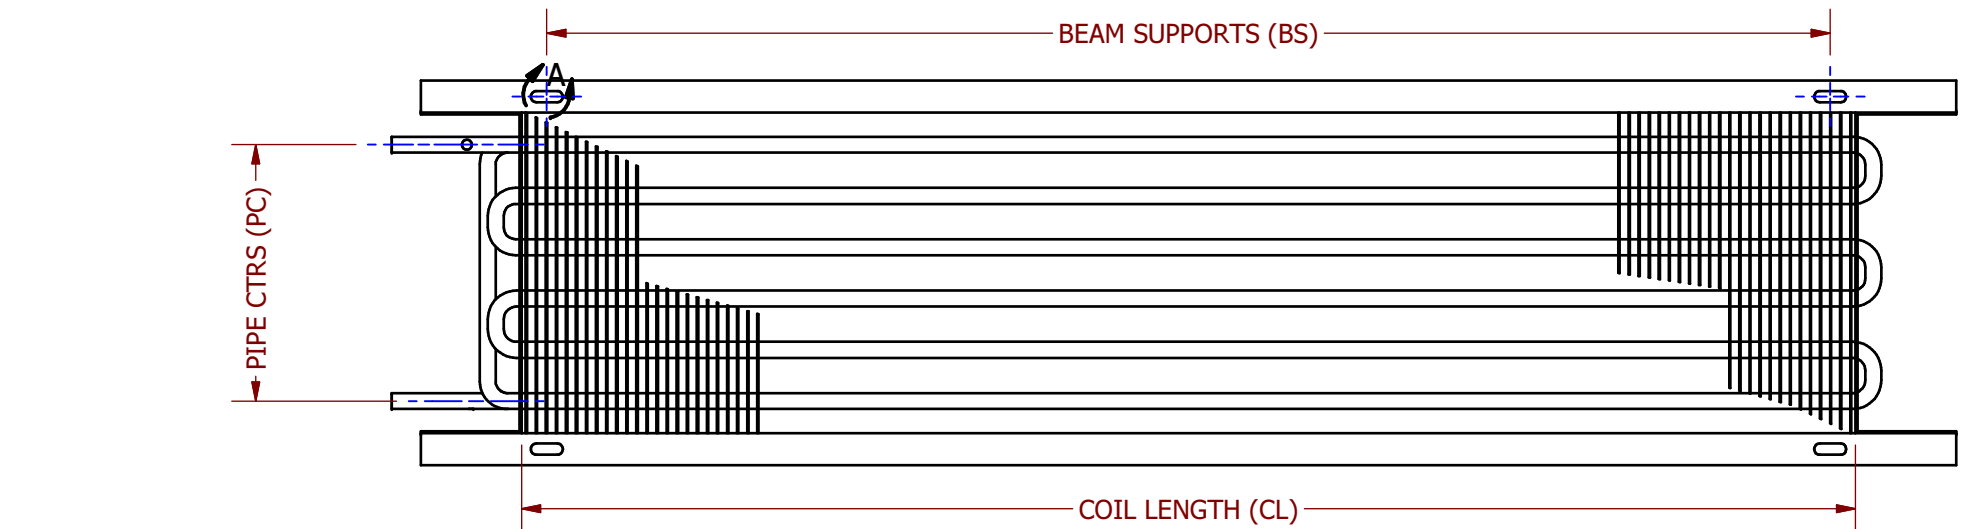 BEAM SUPPORTS (BS)
A
PIPE CTRS (PC)
COIL LENGTH (CL)